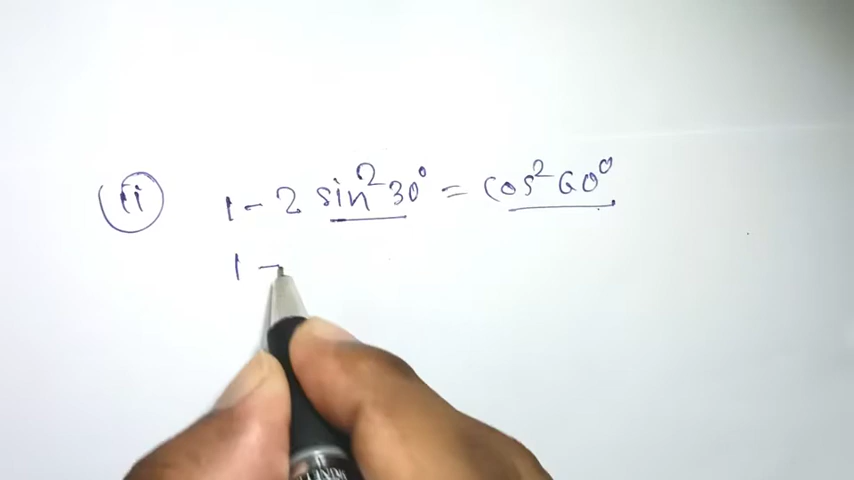 (ii) 1 - 2 sin²30° = cos²60°
1 -